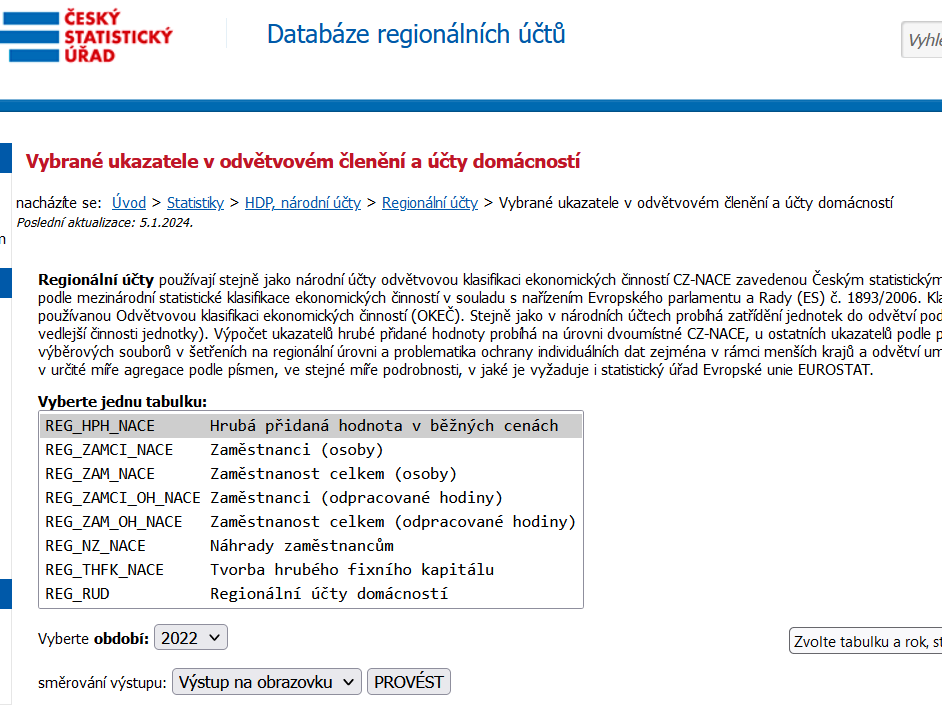 ČESKÝ
STATISTICKÝ
ÚŘAD
Databáze regionálních účtů
Vybrané ukazatele v odvětvovém členění a účty domácností
nacházíte se: Úvod > Statistiky > HDP, národní účty > Regionální účty > Vybrané ukazatele v odvětvovém členění a účty domácností
Poslední aktualizace: 5.1.2024.
Regionální účty používají stejně jako národní účty odvětvovou klasifikaci ekonomických činností CZ-NACE zavedenou Českým statistickým
podle mezinárodní statistické klasifikace ekonomických činností v souladu s nařízením Evropského parlamentu a Rady (ES) č. 1893/2006.
používanou Odvětvovou klasifikaci ekonomických činností (OKEČ). Stejně jako v národních účtech probíhá zatřídění jednotek do odvětví
vedlejší činnosti jednotky). Výpočet ukazatelů hrubé přidané hodnoty probíhá na úrovni dvoumístné CZ-NACE, u ostatních ukazatelů podle
výběrových souborů v šetřeních na regionální úrovni a problematika ochrany individuálních dat zejména v rámci menších krajů a odvětví
v určité míře agregace podle písmen, ve stejné míře podrobnosti, v jaké je vyžaduje i statistický úřad Evropské unie EUROSTAT.
Vyberte jednu tabulku:
REG_HPH_NACE Hrubá přidaná hodnota v běžných cenách
REG_ZAMCI_NACE Zaměstnanci (osoby)
REG_ZAM_NACE Zaměstnanost celkem (osoby)
REG_ZAMCI_OH_NACE Zaměstnanci (odpracované hodiny)
REG_ZAM_OH_NACE Zaměstnanost celkem (odpracované hodiny)
REG_NZ_NACE Náhrady zaměstnancům
REG_THFK_NACE Tvorba hrubého fixního kapitálu
REG_RUD Regionální účty domácností
Vyberte období: 2022
Zvolte tabulku a rok,
směrování výstupu: Výstup na obrazovku PROVÉST